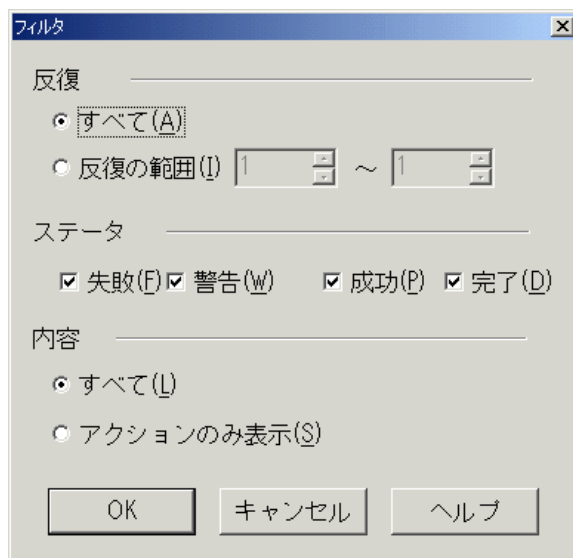 フィルタ
反復
すべて(A)
反復の範囲(I) 1 ～ 1
ステータ
失敗(F) 警告(W) 成功(P) 完了(D)
内容
すべて(L)
アクションのみ表示(S)
OK キャンセル ヘルプ